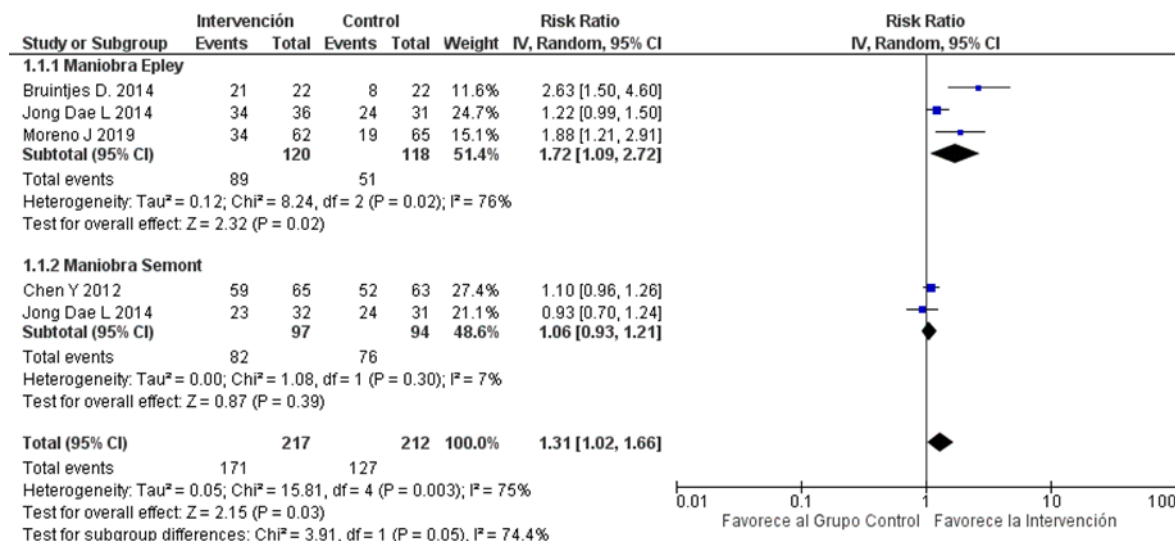 Intervención Control Risk Ratio Risk Ratio
Study or Subgroup Events Total Events Total Weight IV, Random, 95% CI IV, Random, 95% CI
1.1.1 Maniobra Epley
Bruintjes D. 2014 21 22 8 22 11.6% 2.63 [1.50, 4.60]
Jong Dae L 2014 34 36 24 31 24.7% 1.22 [0.99, 1.50]
Moreno J 2019 34 62 19 65 15.1% 1.88 [1.21, 2.91]
Subtotal (95% CI) 120 118 51.4% 1.72 [1.09, 2.72]
Total events 89 51
Heterogeneity: Tau² = 0.12; Chi² = 8.24, df = 2 (P = 0.02); I² = 76%
Test for overall effect: Z = 2.32 (P = 0.02)
1.1.2 Maniobra Semont
Chen Y 2012 59 65 52 63 27.4% 1.10 [0.96, 1.26]
Jong Dae L 2014 23 32 24 31 21.1% 0.93 [0.70, 1.24]
Subtotal (95% CI) 97 94 48.6% 1.06 [0.93, 1.21]
Total events 82 76
Heterogeneity: Tau² = 0.00; Chi² = 1.08, df = 1 (P = 0.30); I² = 7%
Test for overall effect: Z = 0.87 (P = 0.39)
Total (95% CI) 217 212 100.0% 1.31 [1.02, 1.66]
Total events 171 127
Heterogeneity: Tau² = 0.05; Chi² = 15.81, df = 4 (P = 0.003); I² = 75%
Test for overall effect: Z = 2.15 (P = 0.03)
Test for subgroup differences: Chi² = 3.91, df = 1 (P = 0.05), I² = 74.4%
0.01 0.1 1 10 100
Favorece al Grupo Control Favorece la Intervención